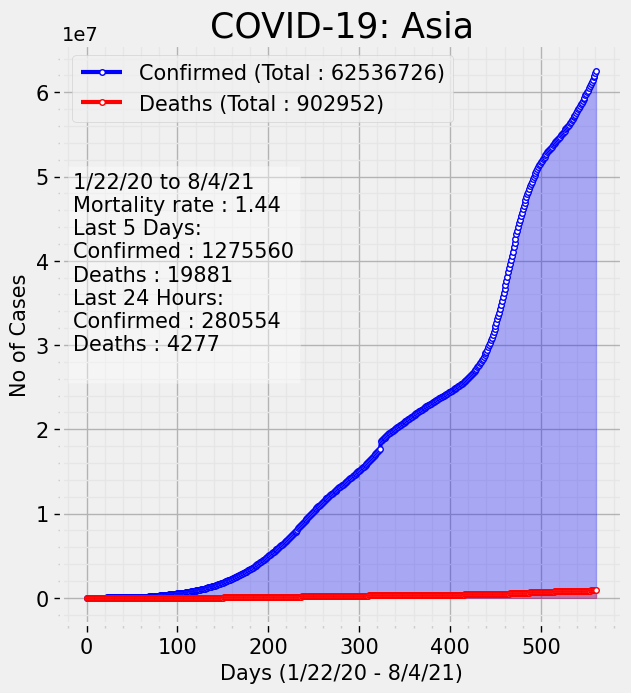 COVID-19: Asia
1e7
Confirmed (Total : 62536726)
Deaths (Total : 902952)
6
5
4
3
2
1
0
1/22/20 to 8/4/21
Mortality rate : 1.44
Last 5 Days:
Confirmed : 1275560
Deaths : 19881
Last 24 Hours:
Confirmed : 280554
Deaths : 4277
No of Cases
0 100 200 300 400 500
Days (1/22/20 - 8/4/21)